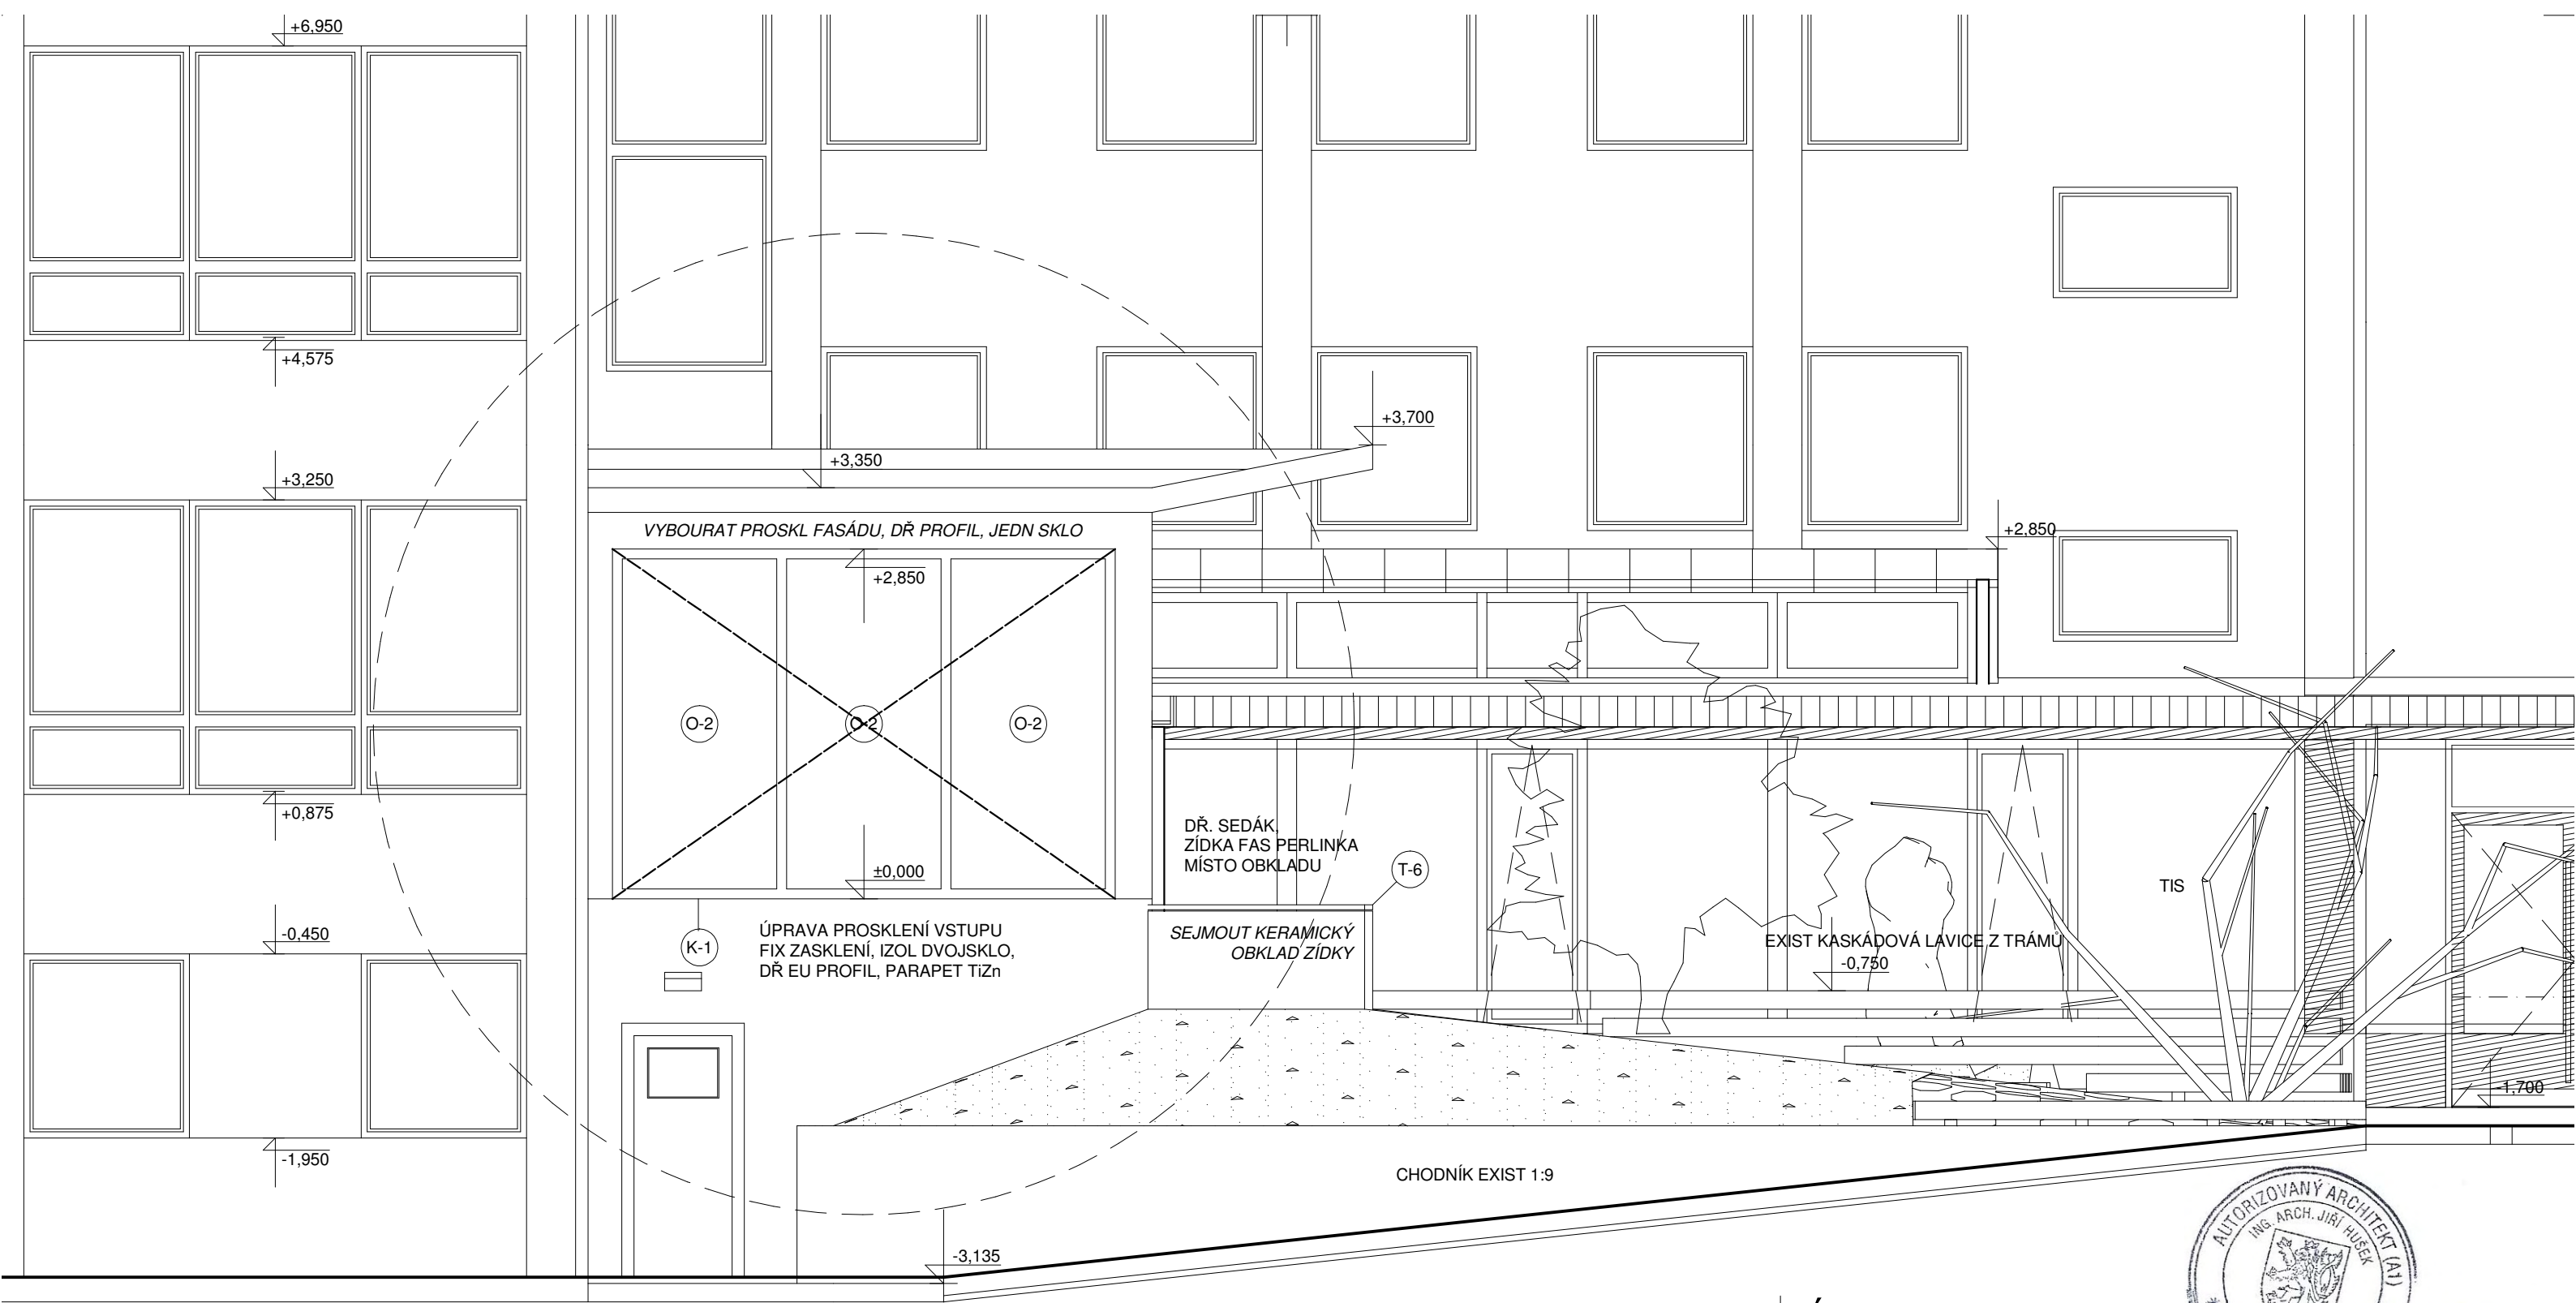 +6,950
+4,575
+3,700
+3,350
+3,250
VYBOURAT PROSKL FASÁDU, DŘ PROFIL, JEDN SKLO
+2,850
+2,850
O-2
O-2
O-2
+0,875
DŘ. SEDÁK,
ZÍDKA FAS PERLINKA
MÍSTO OBKLADU
T-6
±0,000
TIS
-0,450
K-1
ÚPRAVA PROSKLENÍ VSTUPU
FIX ZASKLENÍ, IZOL DVOJSKLO,
DŘ EU PROFIL, PARAPET TiZn
SEJMOUT KERAMICKÝ
OBKLAD ZÍDKY
EXIST KASKÁDOVÁ LAVICE Z TRÁMŮ
-0,750
-1,700
-1,950
CHODNÍK EXIST 1:9
-3,135
AUTORIZOVANÝ ARCHITEKT (A1)
ING. ARCH. JIŘÍ HUŠEK